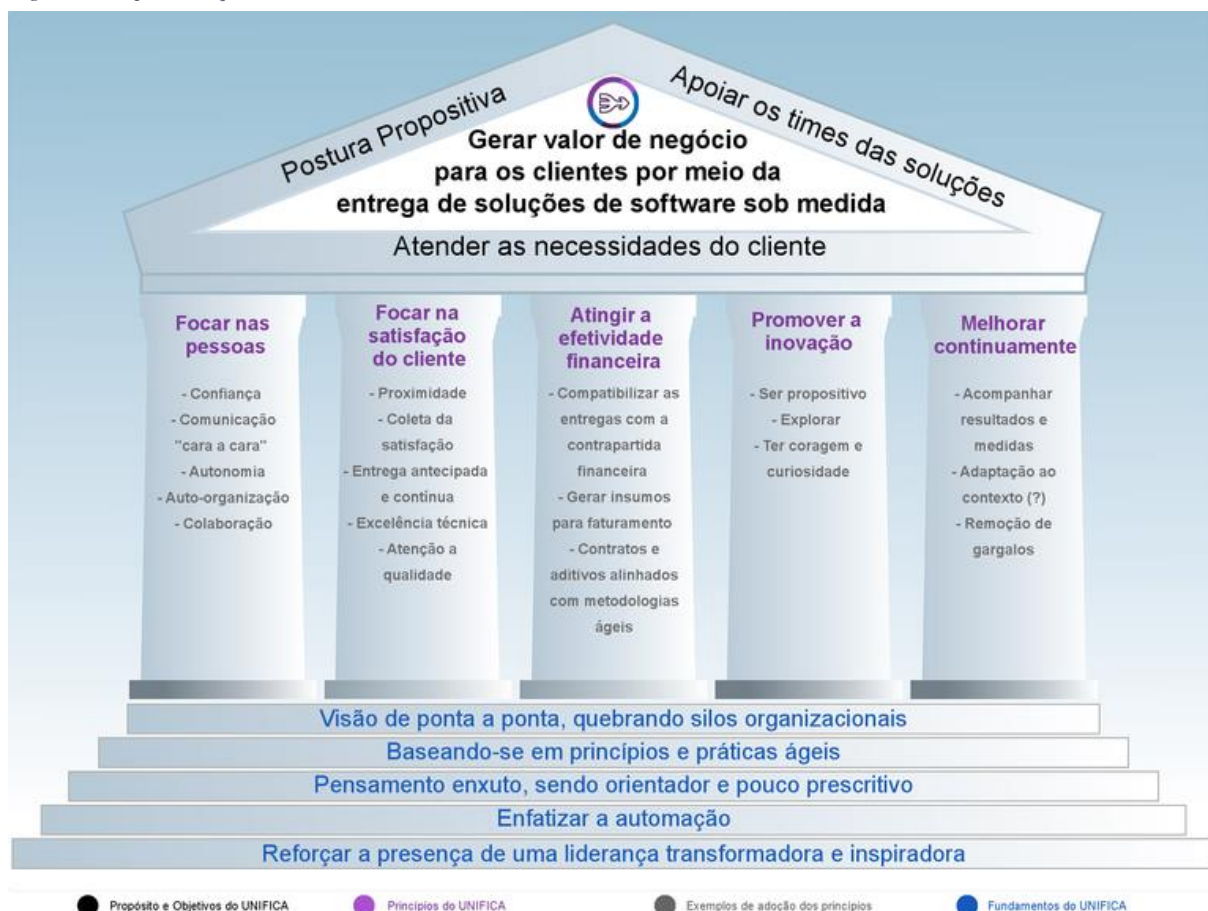 Postura Propositiva
Apoiar os times das soluções
Gerar valor de negócio
para os clientes por meio da
entrega de soluções de software sob medida
Atender as necessidades do cliente
Focar nas
pessoas
- Confiança
- Comunicação
"cara a cara"
- Autonomia
- Auto-organização
- Colaboração
Focar na
satisfação
do cliente
- Proximidade
- Coleta da
satisfação
- Entrega antecipada
e contínua
- Excelência técnica
- Atenção a
qualidade
Atingir a
efetividade
financeira
- Compatibilizar as
entregas com a
contrapartida
financeira
- Gerar insumos
para faturamento
- Contratos e
aditivos alinhados
com metodologias
ágeis
Promover a
inovação
- Ser propositivo
- Explorar
- Ter coragem e
curiosidade
Melhorar
continuamente
- Acompanhar
resultados e
medidas
- Adaptação ao
contexto (?)
- Remoção de
gargalos
Visão de ponta a ponta, quebrando silos organizacionais
Baseando-se em princípios e práticas ágeis
Pensamento enxuto, sendo orientador e pouco prescritivo
Enfatizar a automação
Reforçar a presença de uma liderança transformadora e inspiradora
Propósito e Objetivos do UNIFICA
Princípios do UNIFICA
Exemplos de adoção dos princípios
Fundamentos do UNIFICA